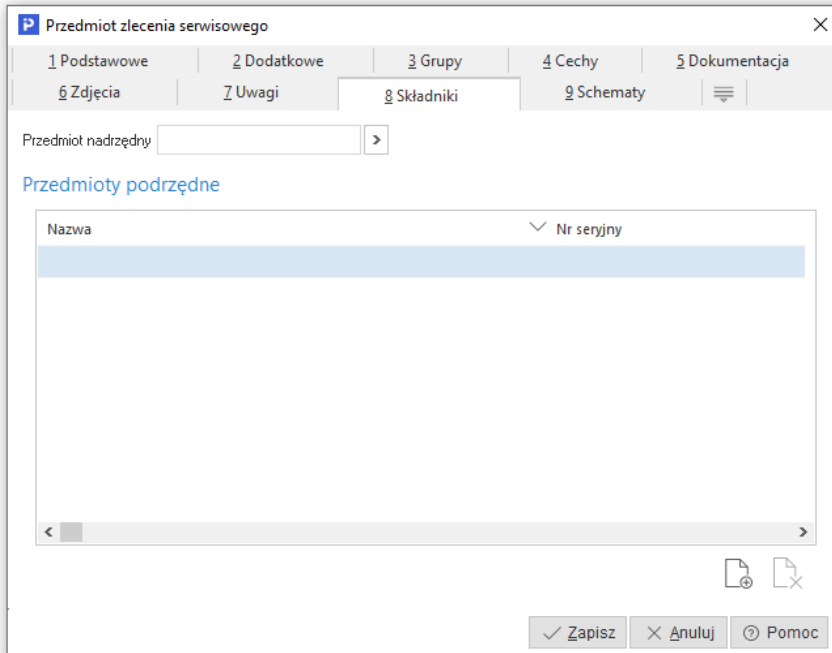 Przedmiot zlecenia serwisowego
1 Podstawowe 2 Dodatkowe 3 Grupy 4 Cechy 5 Dokumentacja
6 Zdjęcia 7 Uwagi 8 Składniki 9 Schematy
Przedmiot nadrzędny
Przedmioty podrzędne
Nazwa Nr seryjny
Zapisz Anuluj Pomoc